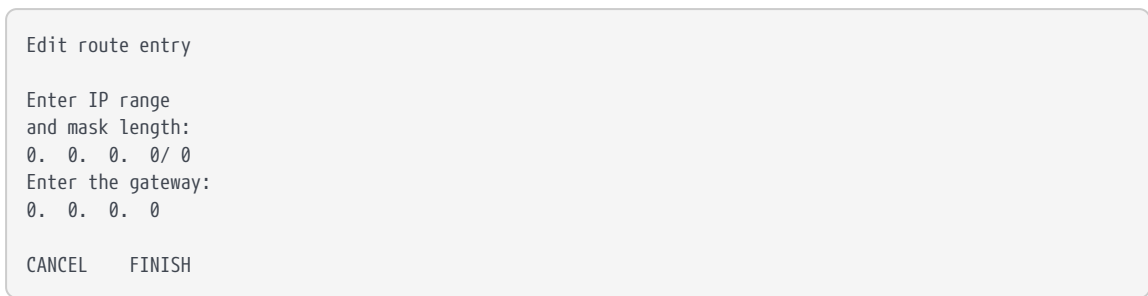 Edit route entry
Enter IP range
and mask length:
0.  0.  0.  0/ 0
Enter the gateway:
0.  0.  0.  0
CANCEL    FINISH